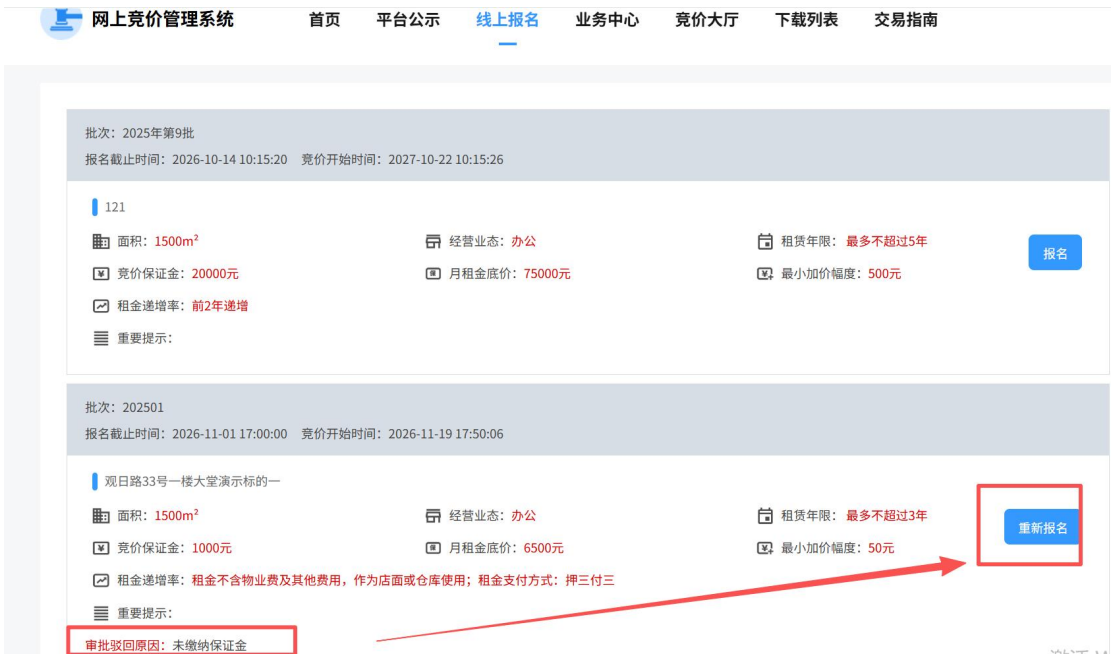 网上竞价管理系统 首页 平台公示 线上报名 业务中心 竞价大厅 下载列表 交易指南
批次：2025年第9批
报名截止时间：2026-10-14 10:15:20 竞价开始时间：2027-10-22 10:15:26
121
面积：1500m² 经营业态：办公 租赁年限：最多不超过5年
报名
竞价保证金：20000元 月租金底价：75000元 最小加价幅度：500元
租金递增率：前2年递增
重要提示：
批次：202501
报名截止时间：2026-11-01 17:00:00 竞价开始时间：2026-11-19 17:50:06
观日路33号一楼大堂演示标的一
面积：1500m² 经营业态：办公 租赁年限：最多不超过3年
重新报名
竞价保证金：1000元 月租金底价：6500元 最小加价幅度：50元
租金递增率：租金不含物业费及其他费用，作为店面或仓库使用；租金支付方式：押三付三
重要提示：
审批驳回原因：未缴纳保证金